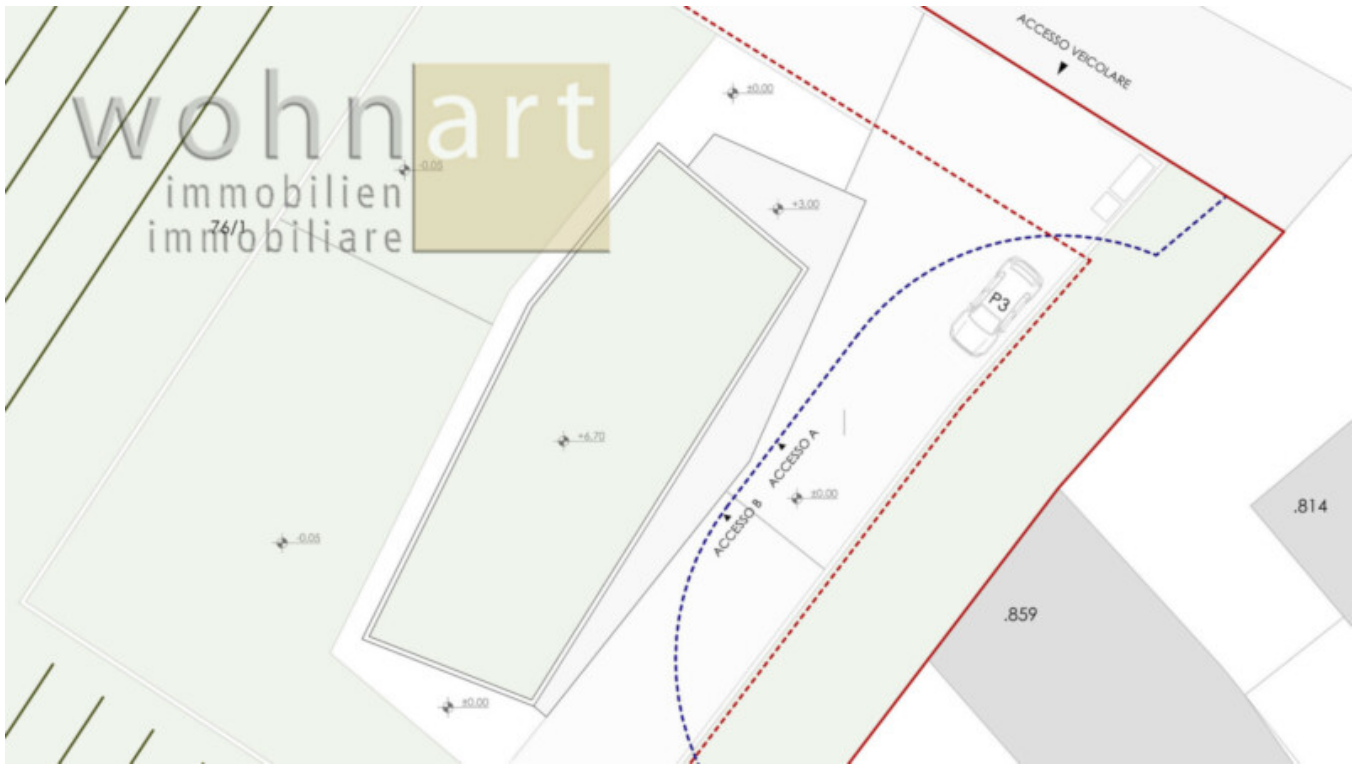 ACCESSO VEICOLARE
±0,00
wohnart
-0,05
immobilien
76/1
immobiliare
+3,00
P3
+6,70
ACCESSO A
±0,00
.814
ACCESSO B
-0,05
.859
±0,00